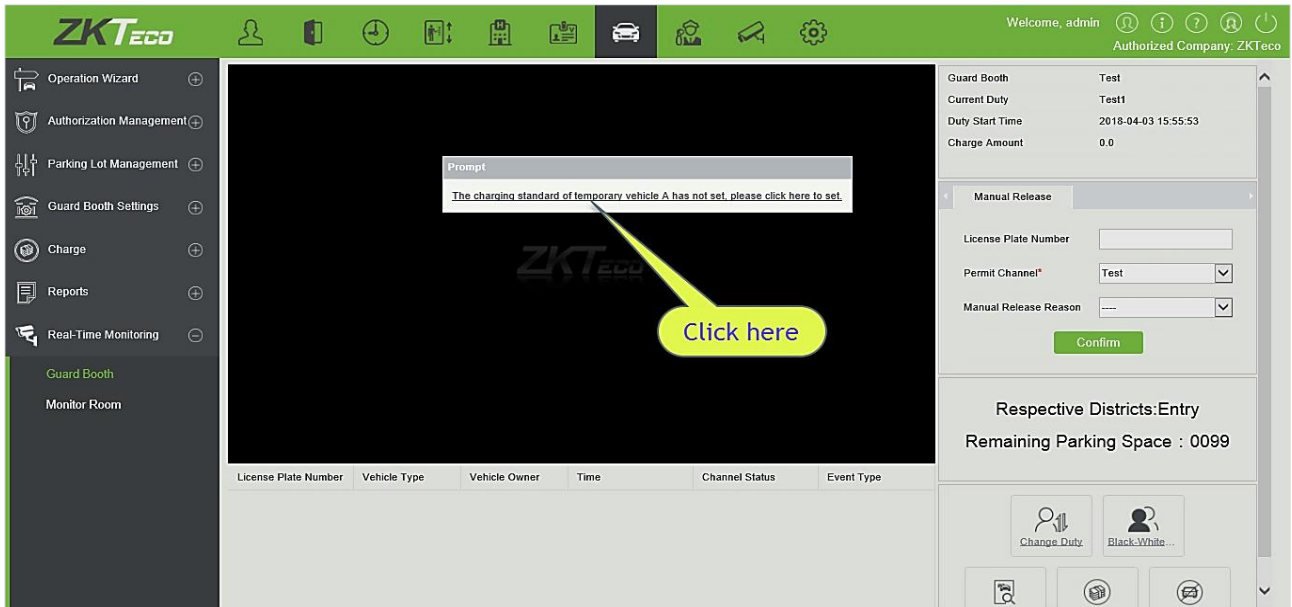 ZKTeco
Welcome, admin
Authorized Company: ZKTeco
Operation Wizard
Authorization Management
Parking Lot Management
Guard Booth Settings
Charge
Reports
Real-Time Monitoring
Guard Booth
Monitor Room
Prompt
The charging standard of temporary vehicle A has not set, please click here to set.
ZKTeco
Click here
License Plate Number Vehicle Type Vehicle Owner Time Channel Status Event Type
Guard Booth Test
Current Duty Test1
Duty Start Time 2018-04-03 15:55:53
Charge Amount 0.0
Manual Release
License Plate Number
Permit Channel* Test
Manual Release Reason ----
Confirm
Respective Districts:Entry
Remaining Parking Space : 0099
Change Duty Black-White...